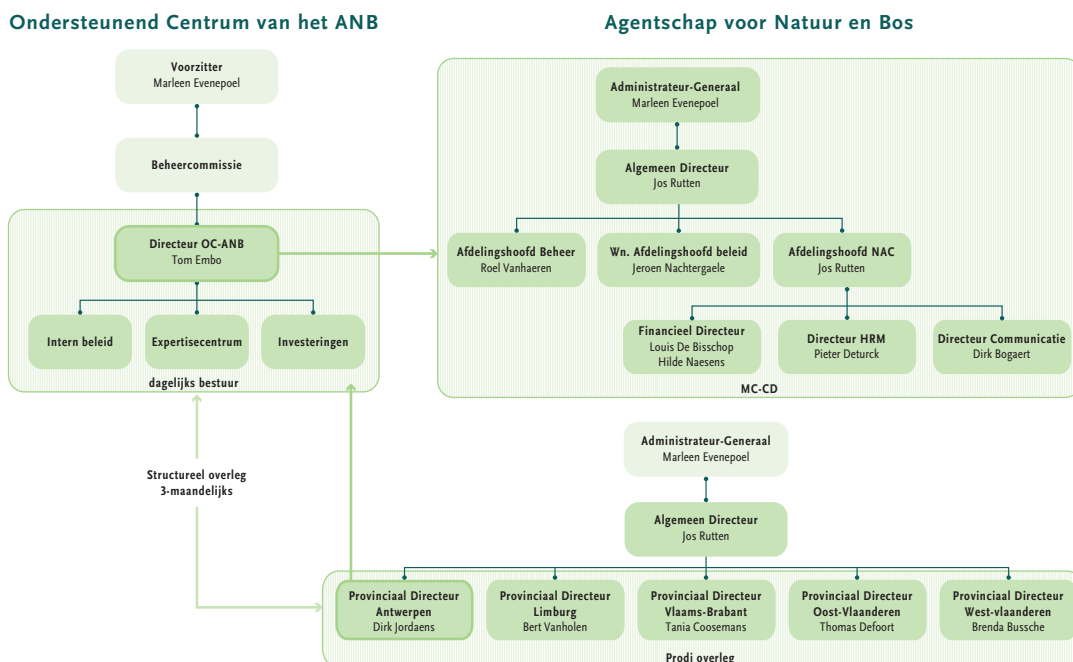 Ondersteunend Centrum van het ANB
Voorzitter
Marleen Evenepoel
Beheercommissie
Directeur OC-ANB
Tom Embo
Intern beleid
Expertisecentrum
Investeringen
dagelijks bestuur
Structureel overleg
3-maandelijks
Agentschap voor Natuur en Bos
Administrateur-Generaal
Marleen Evenepoel
Algemeen Directeur
Jos Rutten
Afdelingshoofd Beheer
Roel Vanhaeren
Wn. Afdelingshoofd beleid
Jeroen Nachtergaele
Afdelingshoofd NAC
Jos Rutten
Financieel Directeur
Louis De Bisschop
Hilde Naesens
Directeur HRM
Pieter Deturck
Directeur Communicatie
Dirk Bogaert
MC-CD
Administrateur-Generaal
Marleen Evenepoel
Algemeen Directeur
Jos Rutten
Provinciaal Directeur
Antwerpen
Dirk Jordaens
Provinciaal Directeur
Limburg
Bert Vanholen
Provinciaal Directeur
Vlaams-Brabant
Tania Coosemans
Provinciaal Directeur
Oost-Vlaanderen
Thomas Defoort
Provinciaal Directeur
West-vlaanderen
Brenda Bussche
Prodi overleg